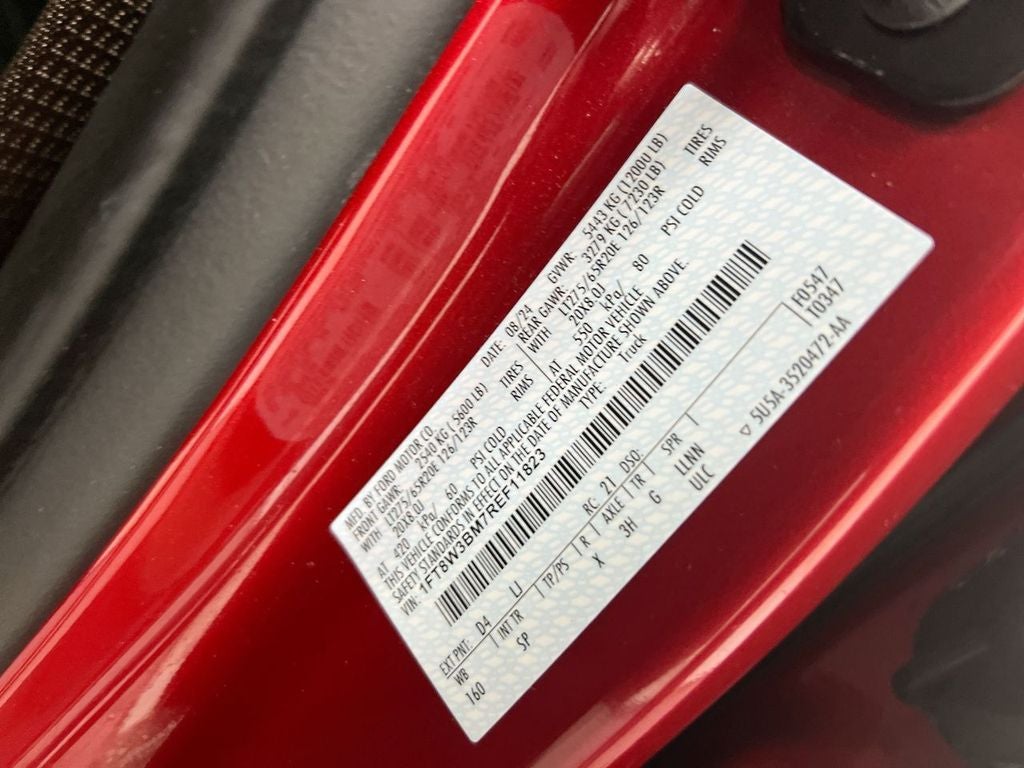 MFD. BY FORD MOTOR CO. DATE: 08/24 GVWR: 5443 KG (12000 LB)
FRONT GAWR: 2540 KG (5600 LB) REAR GAWR: 3279 KG (7230 LB)
WITH LT275/65R20E 126/123R TIRES WITH LT275/65R20E 126/123R TIRES
20X8.0J RIMS 20X8.0J RIMS
AT 420 kPa/ 60 PSI COLD AT 550 kPa/ 80 PSI COLD
THIS VEHICLE CONFORMS TO ALL APPLICABLE FEDERAL MOTOR VEHICLE
SAFETY STANDARDS IN EFFECT ON THE DATE OF MANUFACTURE SHOWN ABOVE.
VIN: 1FT8W3BM7REF11823 TYPE: Truck
F0547
EXT PNT: D4 LJ RC: 21 DSO: T0347
WB INT TR TP/PS R AXLE TR SPR
160 SP X 3H G LLNN
ULC ▽ 5U5A-3520472-AA